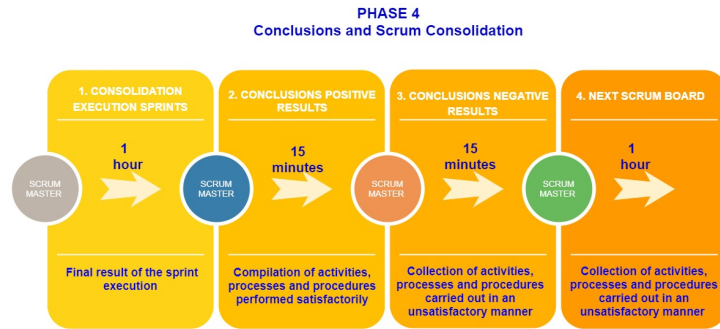 PHASE 4
Conclusions and Scrum Consolidation
1. CONSOLIDATION
EXECUTION SPRINTS
2. CONCLUSIONS POSITIVE
RESULTS
3. CONCLUSIONS NEGATIVE
RESULTS
4. NEXT SCRUM BOARD
SCRUM
MASTER
1
hour
SCRUM
MASTER
15
minutes
SCRUM
MASTER
15
minutes
SCRUM
MASTER
1
hour
Final result of the sprint
execution
Compilation of activities,
processes and procedures
performed satisfactorily
Collection of activities,
processes and procedures
carried out in an
unsatisfactory manner
Collection of activities,
processes and procedures
carried out in an
unsatisfactory manner